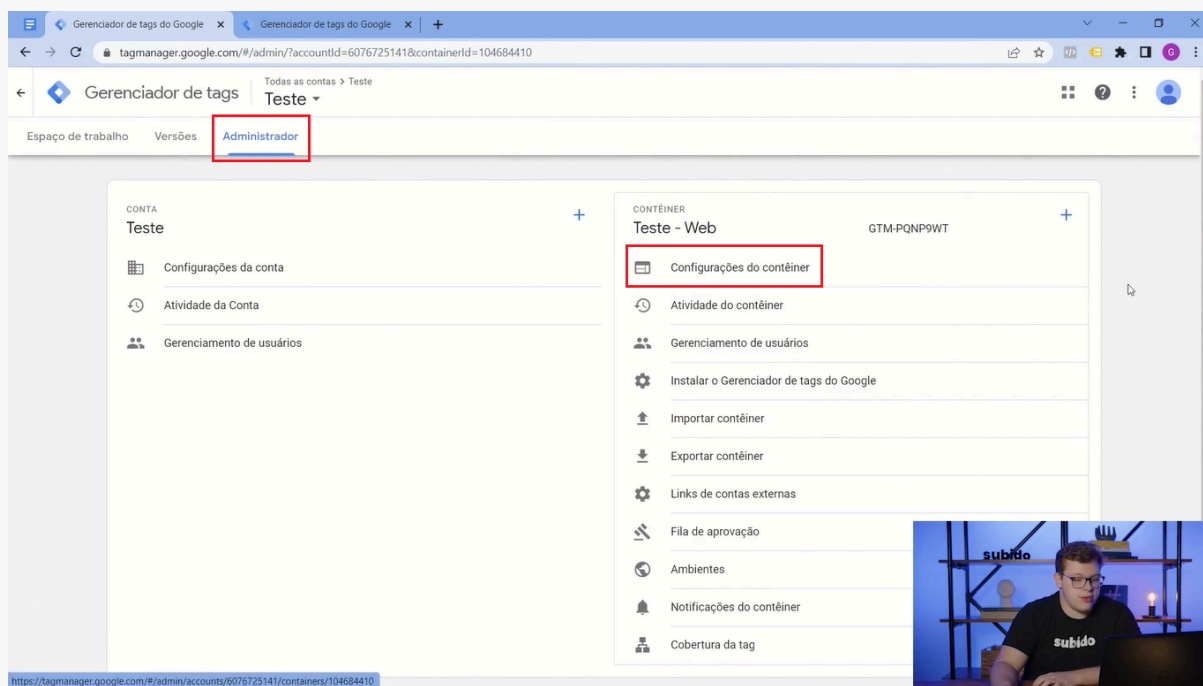 Gerenciador de tags do Google
Gerenciador de tags do Google
tagmanager.google.com/#/admin/?accountId=6076725141&containerId=104684410
G
Gerenciador de tags
Todas as contas > Teste
Teste
Espaço de trabalho
Versões
Administrador
CONTA
Teste
Configurações da conta
Atividade da Conta
Gerenciamento de usuários
CONTÊINER
Teste - Web
GTM-PQNP9WT
Configurações do contêiner
Atividade do contêiner
Gerenciamento de usuários
Instalar o Gerenciador de tags do Google
Importar contêiner
Exportar contêiner
Links de contas externas
Fila de aprovação
Ambientes
Notificações do contêiner
Cobertura da tag
subido
subido
https://tagmanager.google.com/#/admin/accounts/6076725141/containers/104684410